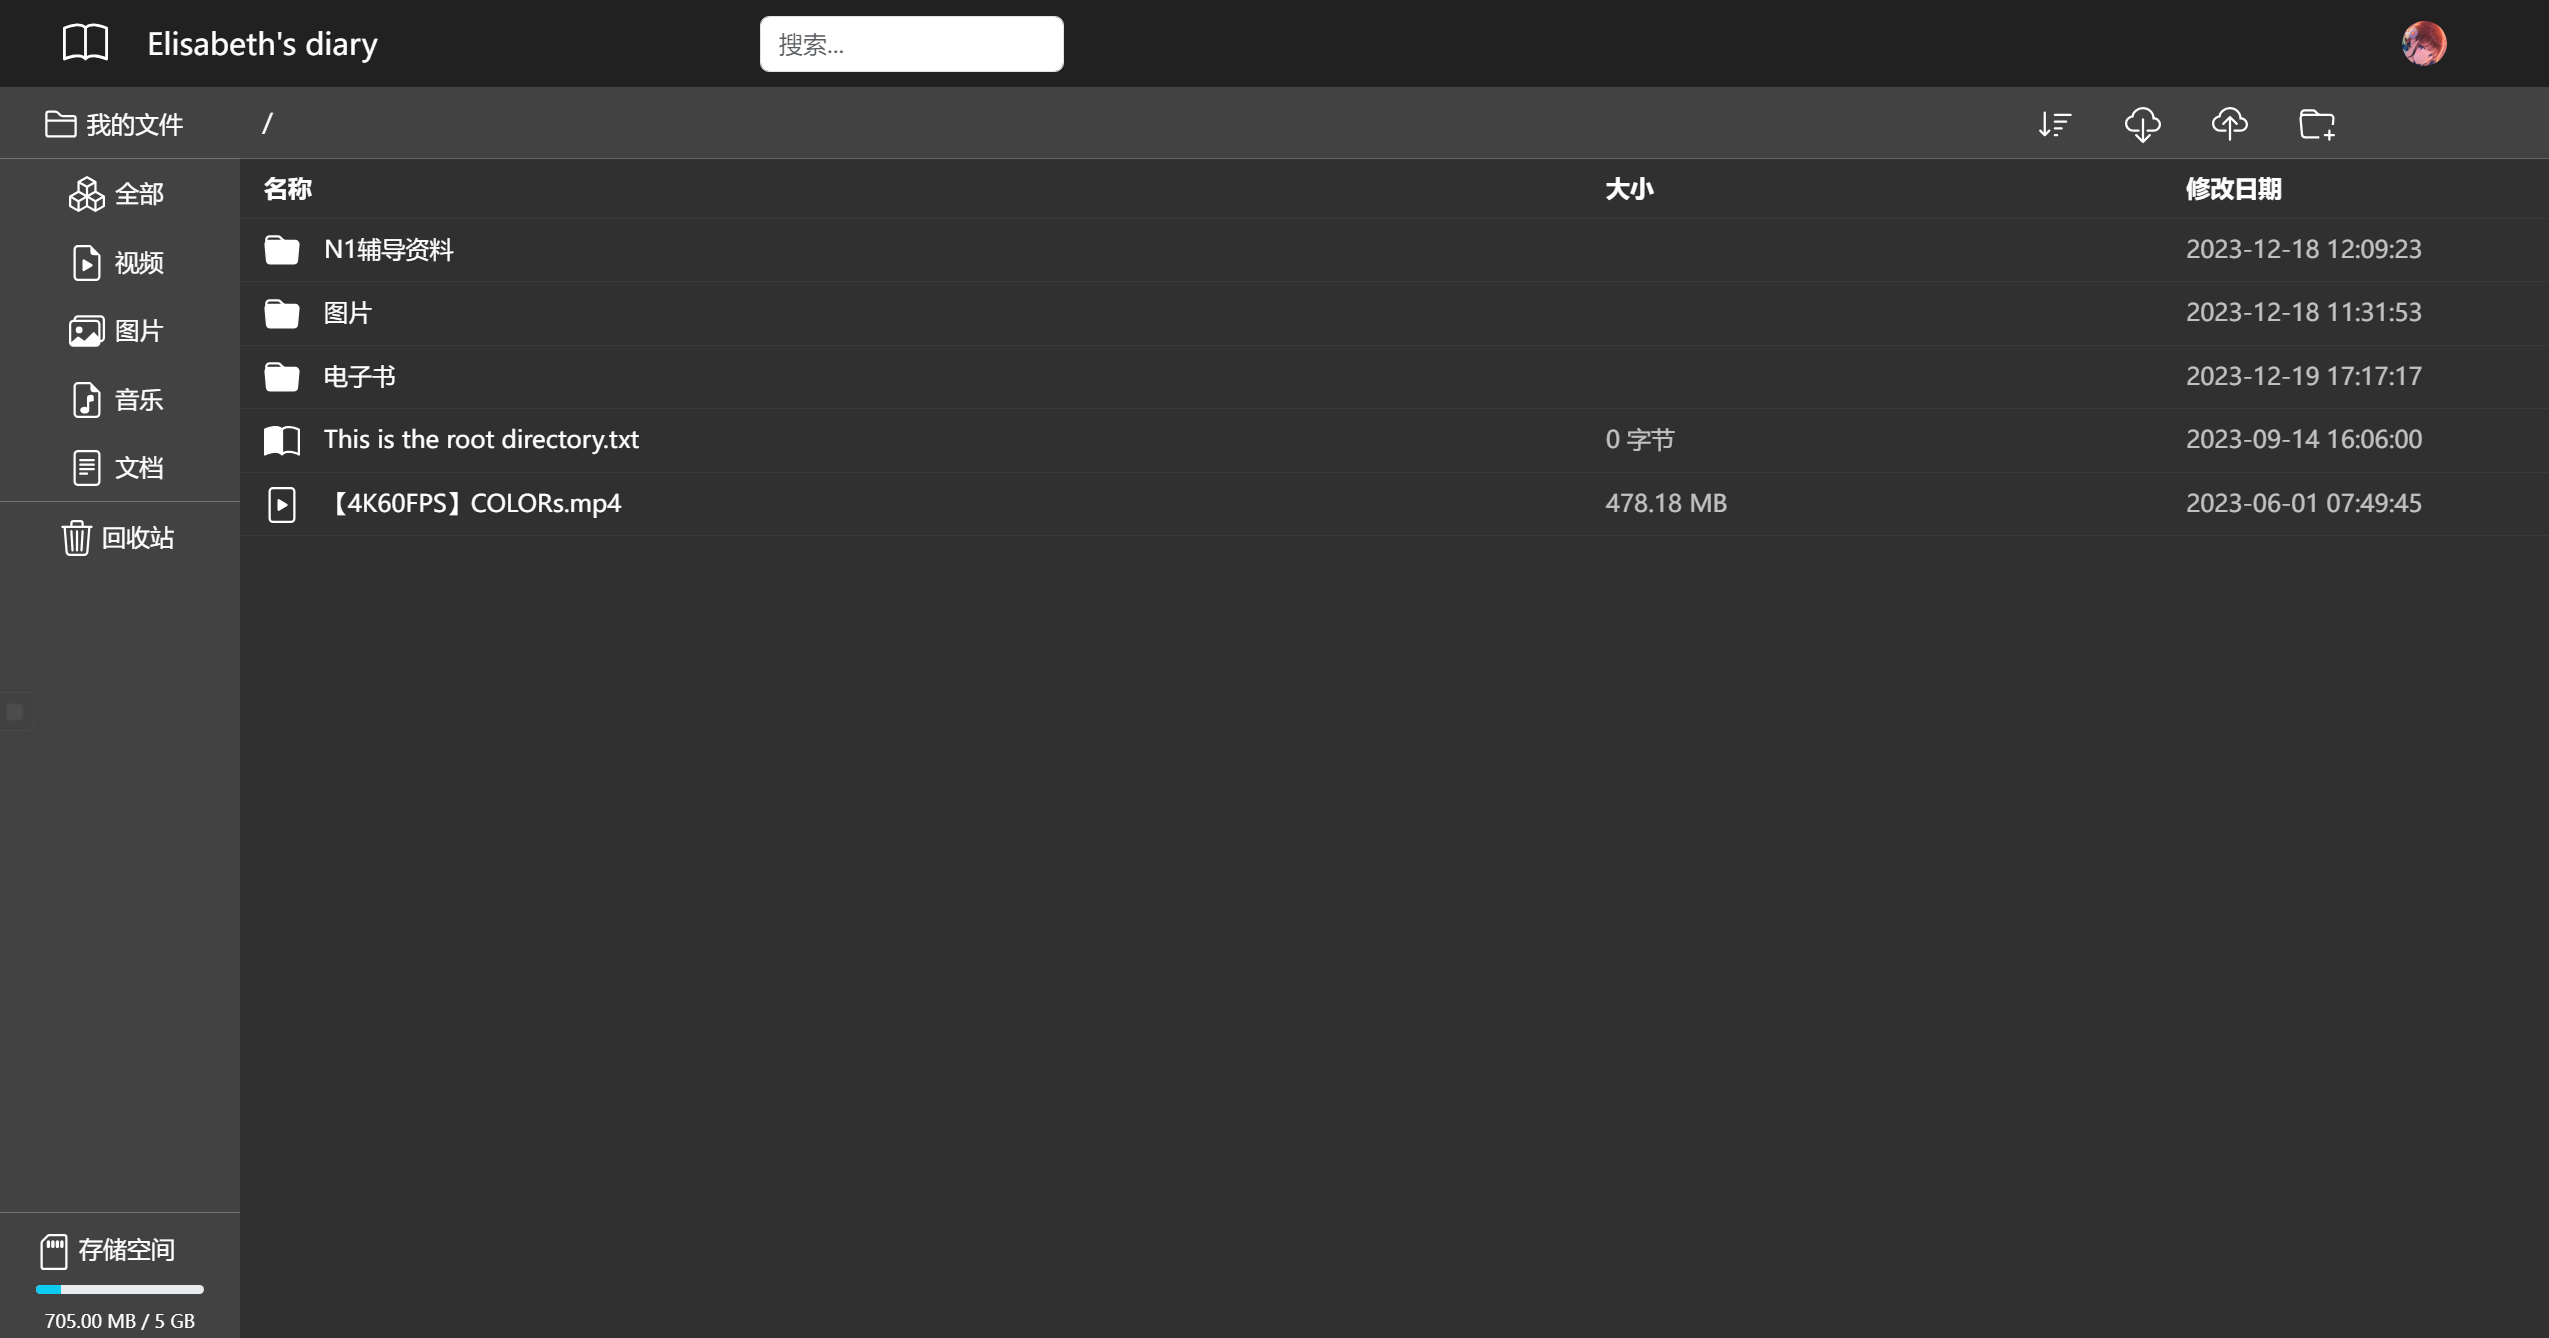 Elisabeth's diary
搜索...
我的文件
/
全部
视频
图片
音乐
文档
回收站
名称 大小 修改日期
N1辅导资料 2023-12-18 12:09:23
图片 2023-12-18 11:31:53
电子书 2023-12-19 17:17:17
This is the root directory.txt 0 字节 2023-09-14 16:06:00
【4K60FPS】COLORs.mp4 478.18 MB 2023-06-01 07:49:45
存储空间
705.00 MB / 5 GB